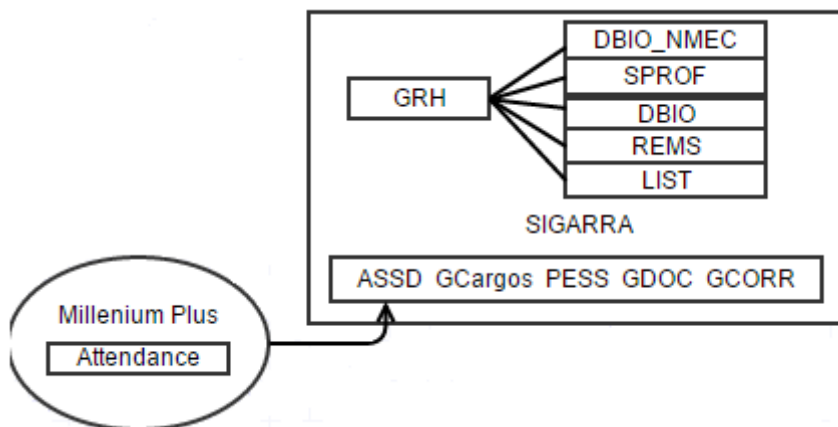 DBIO_NMEC
SPROF
GRH
DBIO
REMS
LIST
SIGARRA
ASSD GCargos PESS GDOC GCORR
Millenium Plus
Attendance